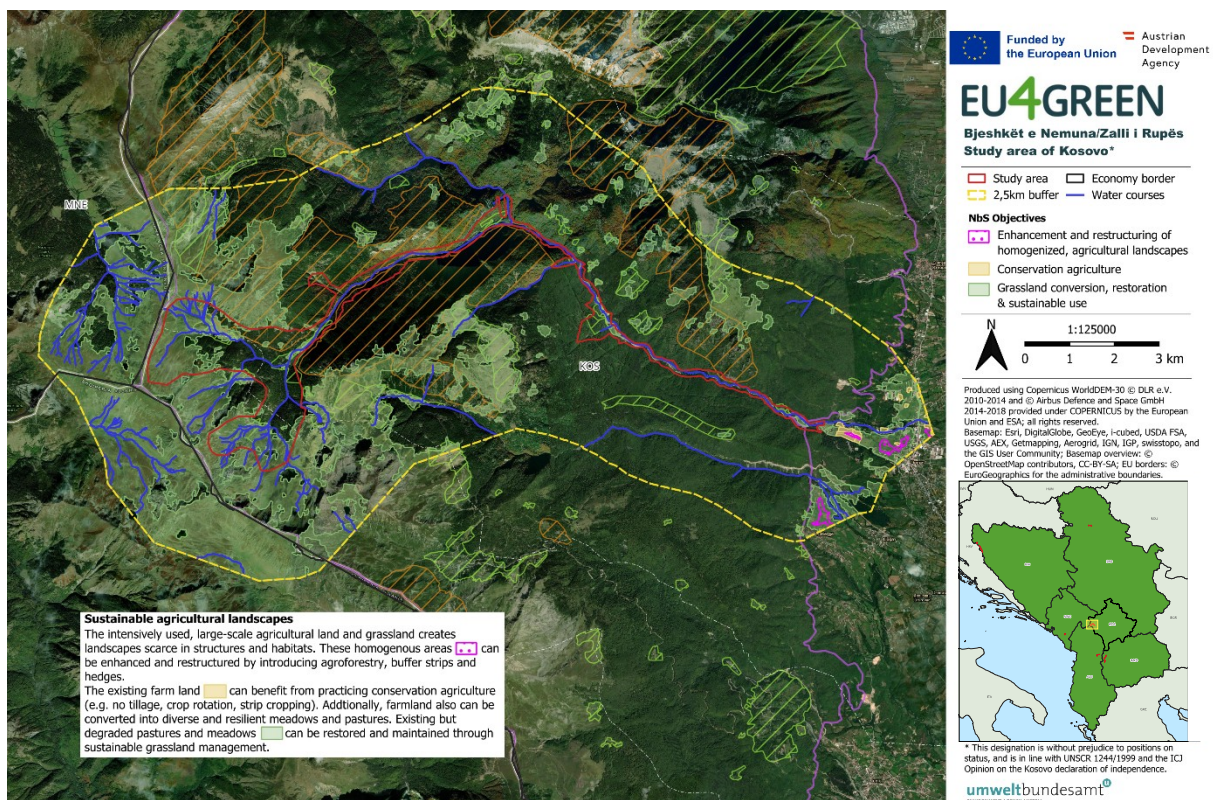 MNE
KOS
Sustainable agricultural landscapes
The intensively used, large-scale agricultural land and grassland creates
landscapes scarce in structures and habitats. These homogenous areas can
be enhanced and restructured by introducing agroforestry, buffer strips and
hedges.
The existing farm land can benefit from practicing conservation agriculture
(e.g. no tillage, crop rotation, strip cropping). Addtionally, farmland also can be
converted into diverse and resilient meadows and pastures. Existing but
degraded pastures and meadows can be restored and maintained through
sustainable grassland management.
Funded by
the European Union
Austrian
Development
Agency
EU4GREEN
Bjeshkët e Nemuna/Zalli i Rupës
Study area of Kosovo*
Study area
Economy border
2,5km buffer
Water courses
NbS Objectives
Enhancement and restructuring of
homogenized, agricultural landscapes
Conservation agriculture
Grassland conversion, restoration
& sustainable use
N
1:125000
0 1 2 3 km
Produced using Copernicus WorldDEM-30 © DLR e.V.
2010-2014 and © Airbus Defence and Space GmbH
2014-2018 provided under COPERNICUS by the European
Union and ESA; all rights reserved.
Basemap: Esri, DigitalGlobe, GeoEye, i-cubed, USDA FSA,
USGS, AEX, Getmapping, Aerogrid, IGN, IGP, swisstopo, and
the GIS User Community; Basemap overview: ©
OpenStreetMap contributors, CC-BY-SA; EU borders: ©
EuroGeographics for the administrative boundaries.
* This designation is without prejudice to positions on
status, and is in line with UNSCR 1244/1999 and the ICJ
Opinion on the Kosovo declaration of independence.
umweltbundesamt